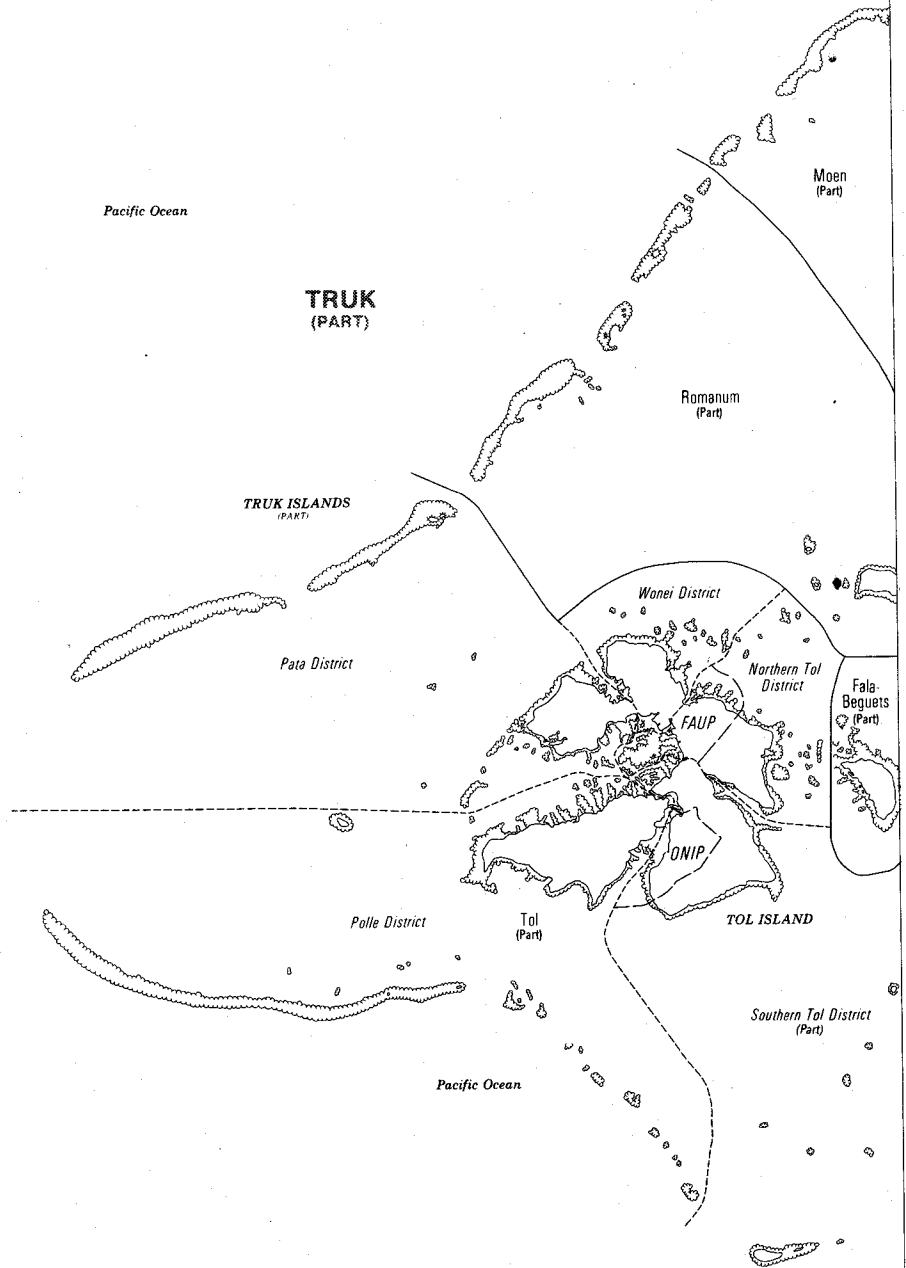 Moen
(Part)
Pacific Ocean
TRUK
(PART)
Romanum
(Part)
TRUK ISLANDS
(PART)
Wonei District
Pata District
Northern Tol
District
Fala-
Beguets
(Part)
FAUP
ONIP
Polle District
Tol
(Part)
TOL ISLAND
Southern Tol District
(Part)
Pacific Ocean